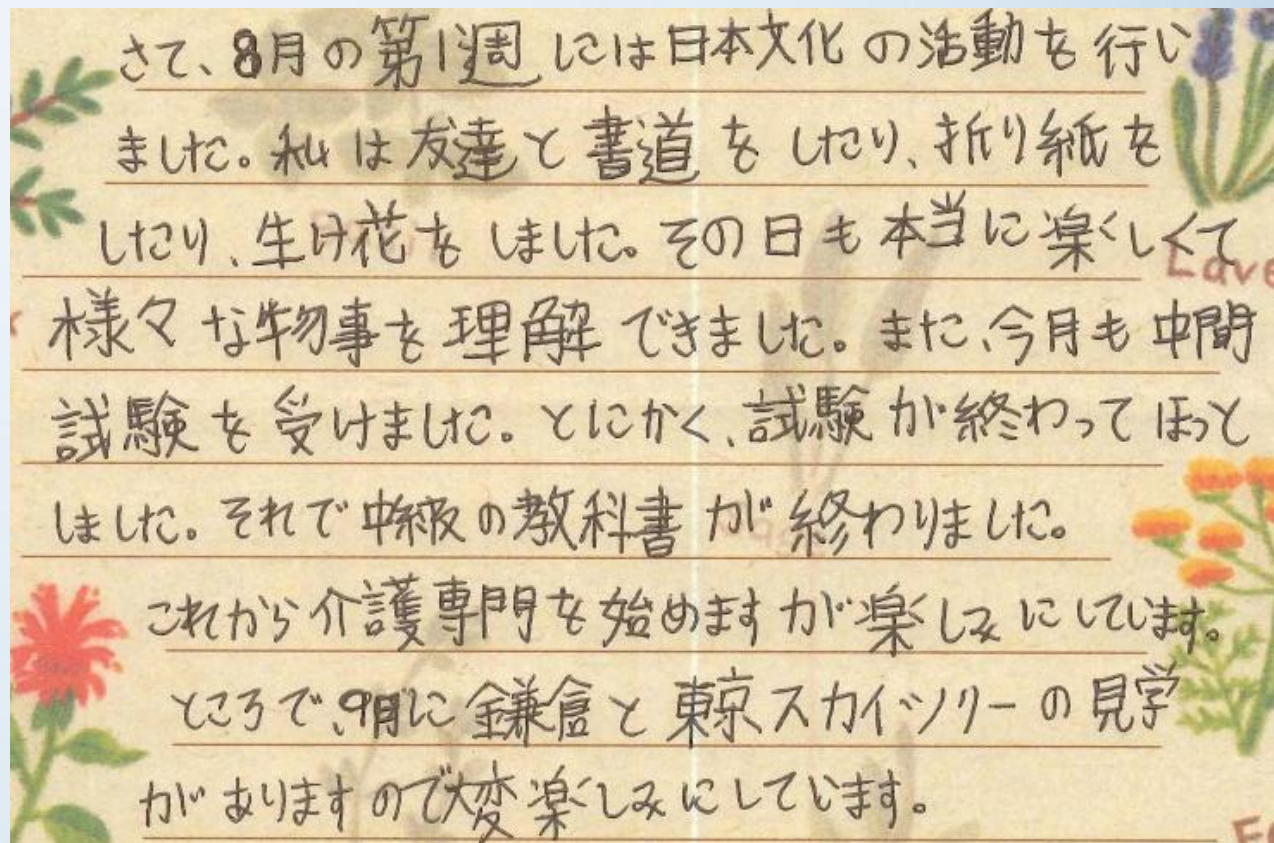 さて、8月の第1週には日本文化の活動を行い
ました。私は友達と書道をしたり、折り紙を
したり、生け花をしました。その日も本当に楽しくて
様々な物事を理解できました。また、今月も中間
試験を受けました。とにかく、試験が終わってほっと
しました。それで中級の教科書が終わりました。
これから介護専門を始めますが楽しみにしています。
ところで、9月に鎌倉と東京スカイツリーの見学
がありますので大変楽しみにしています。